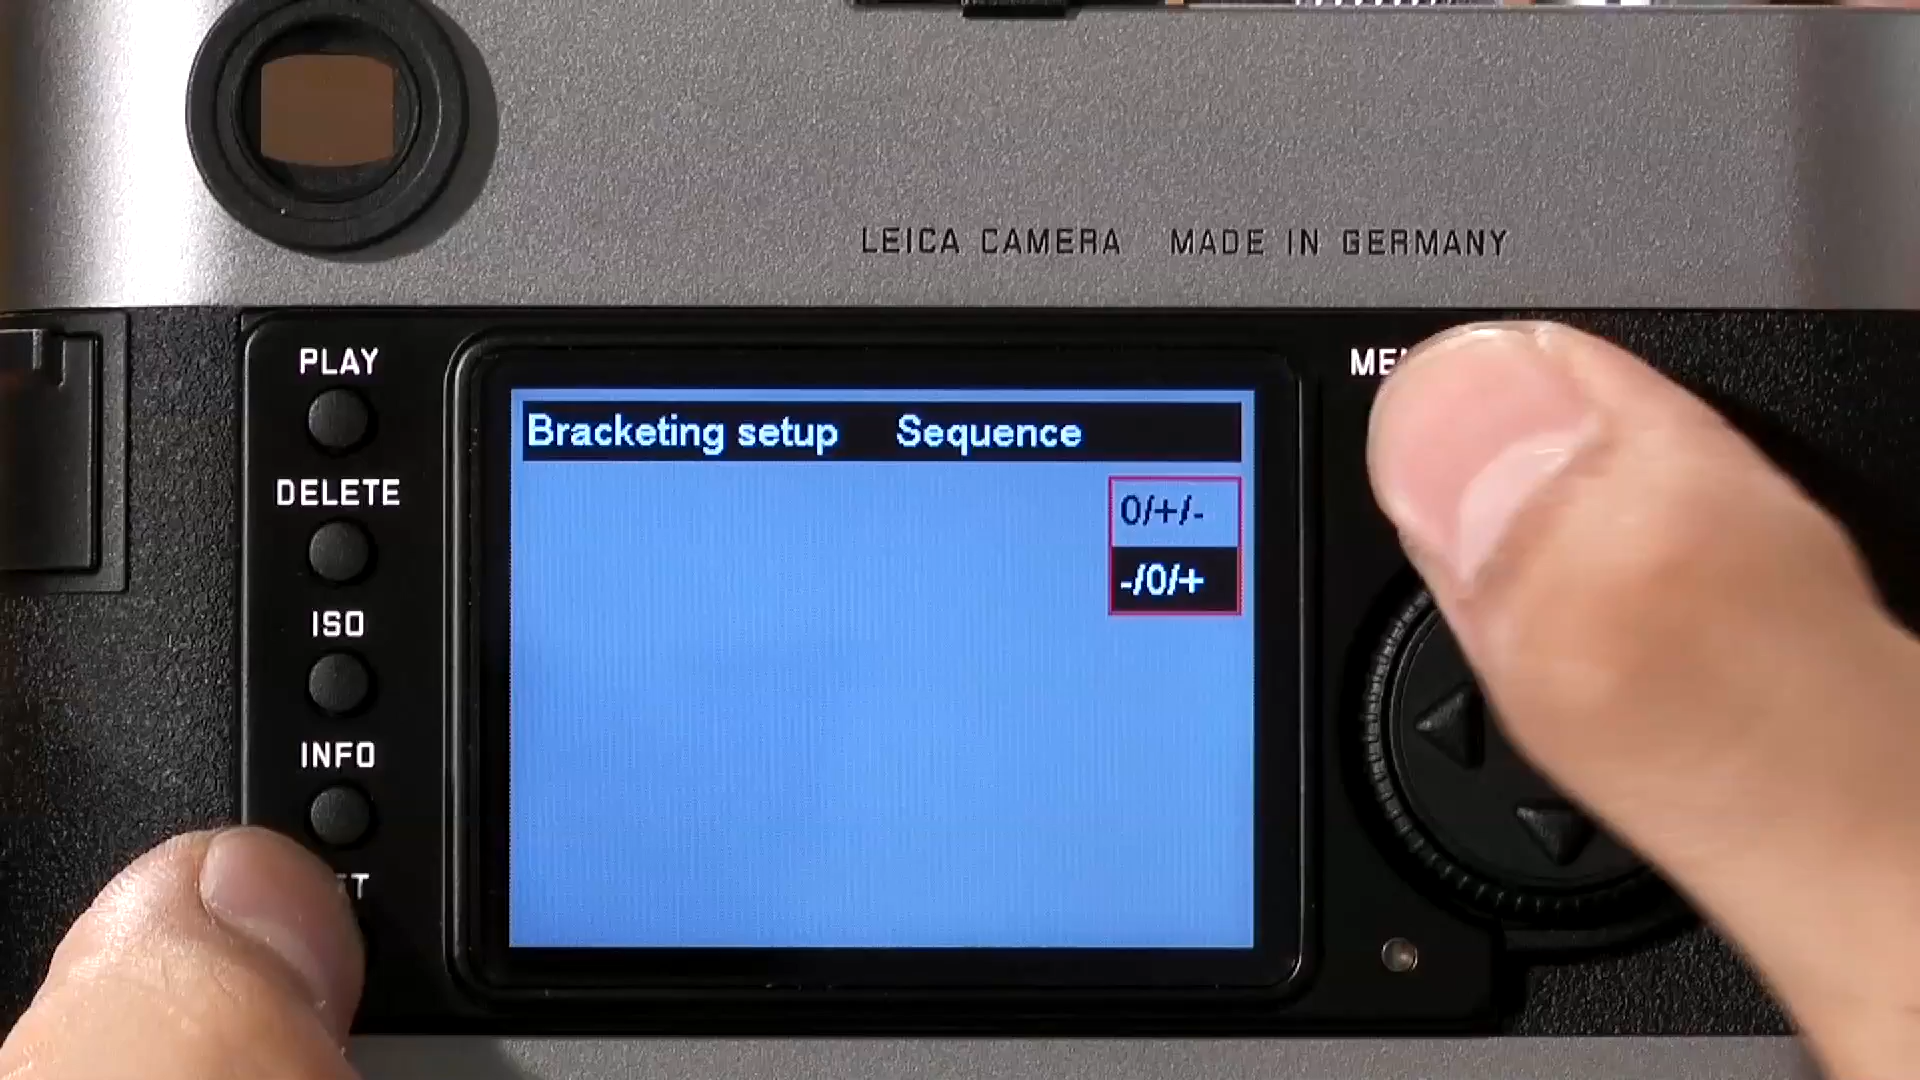 LEICA CAMERA MADE IN GERMANY
PLAY
DELETE
ISO
INFO
Bracketing setup Sequence
0/+/-
-/0/+